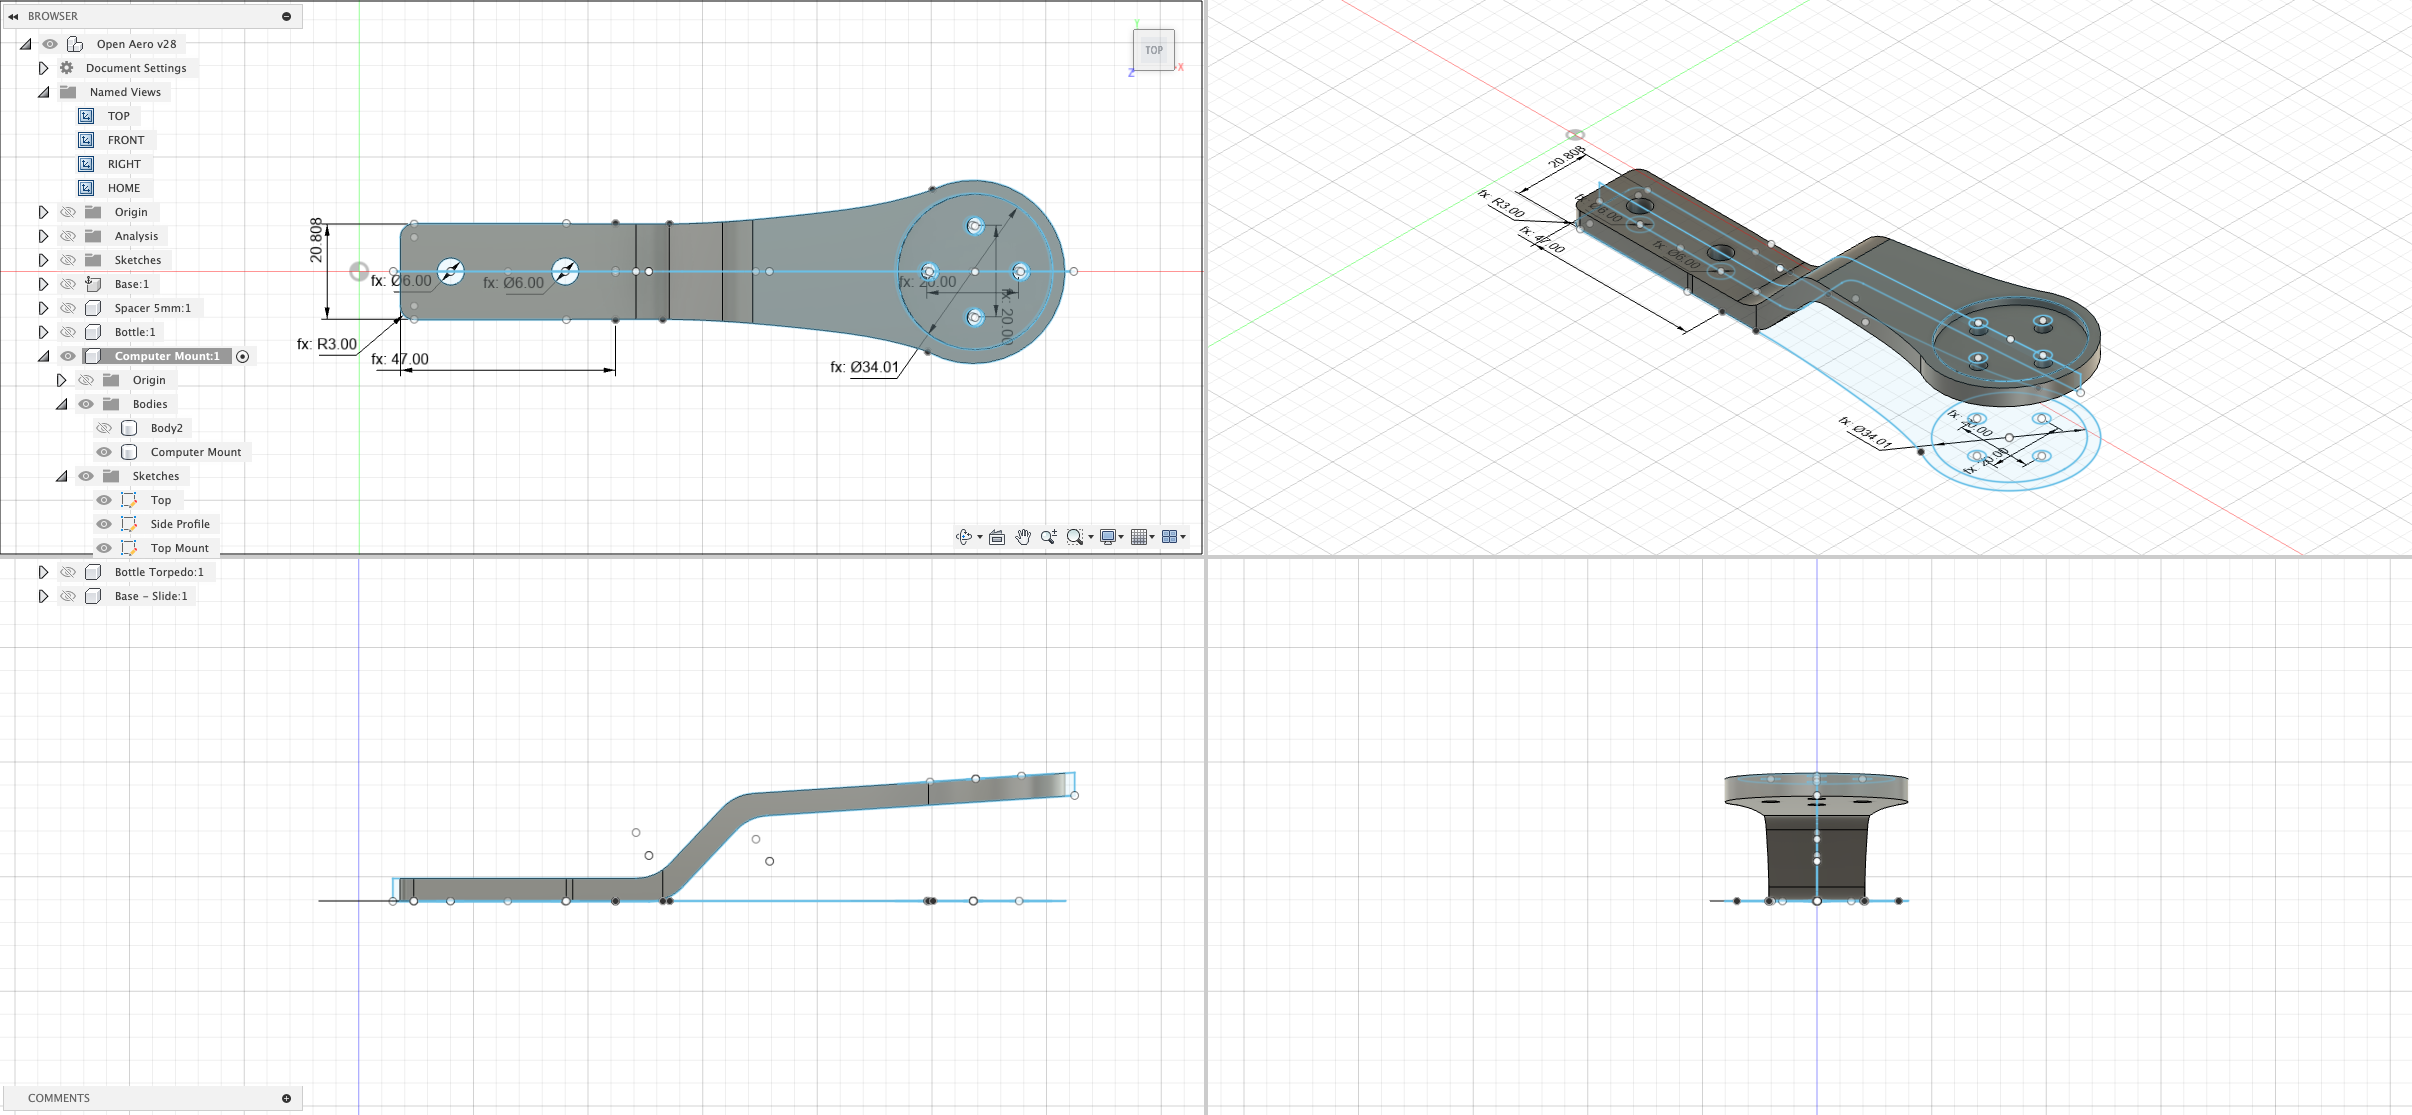 BROWSER
Open Aero v28
Document Settings
Named Views
TOP
FRONT
RIGHT
HOME
Origin
Analysis
Sketches
Base:1
Spacer 5mm:1
Bottle:1
Computer Mount:1
Origin
Bodies
Body2
Computer Mount
Sketches
Top
Side Profile
Top Mount
Bottle Torpedo:1
Base - Slide:1
COMMENTS
Y
TOP
X
Z
20.808
fx: Ø6.00
fx: Ø6.00
fx: R3.00
fx: 47.00
fx: 20.00
fx: 20.00
fx: Ø34.01
20.808
fx: R3.00
fx: Ø6.00
fx: 47.00
fx: Ø6.00
fx: Ø34.01
fx: 20.00
fx: 20.00